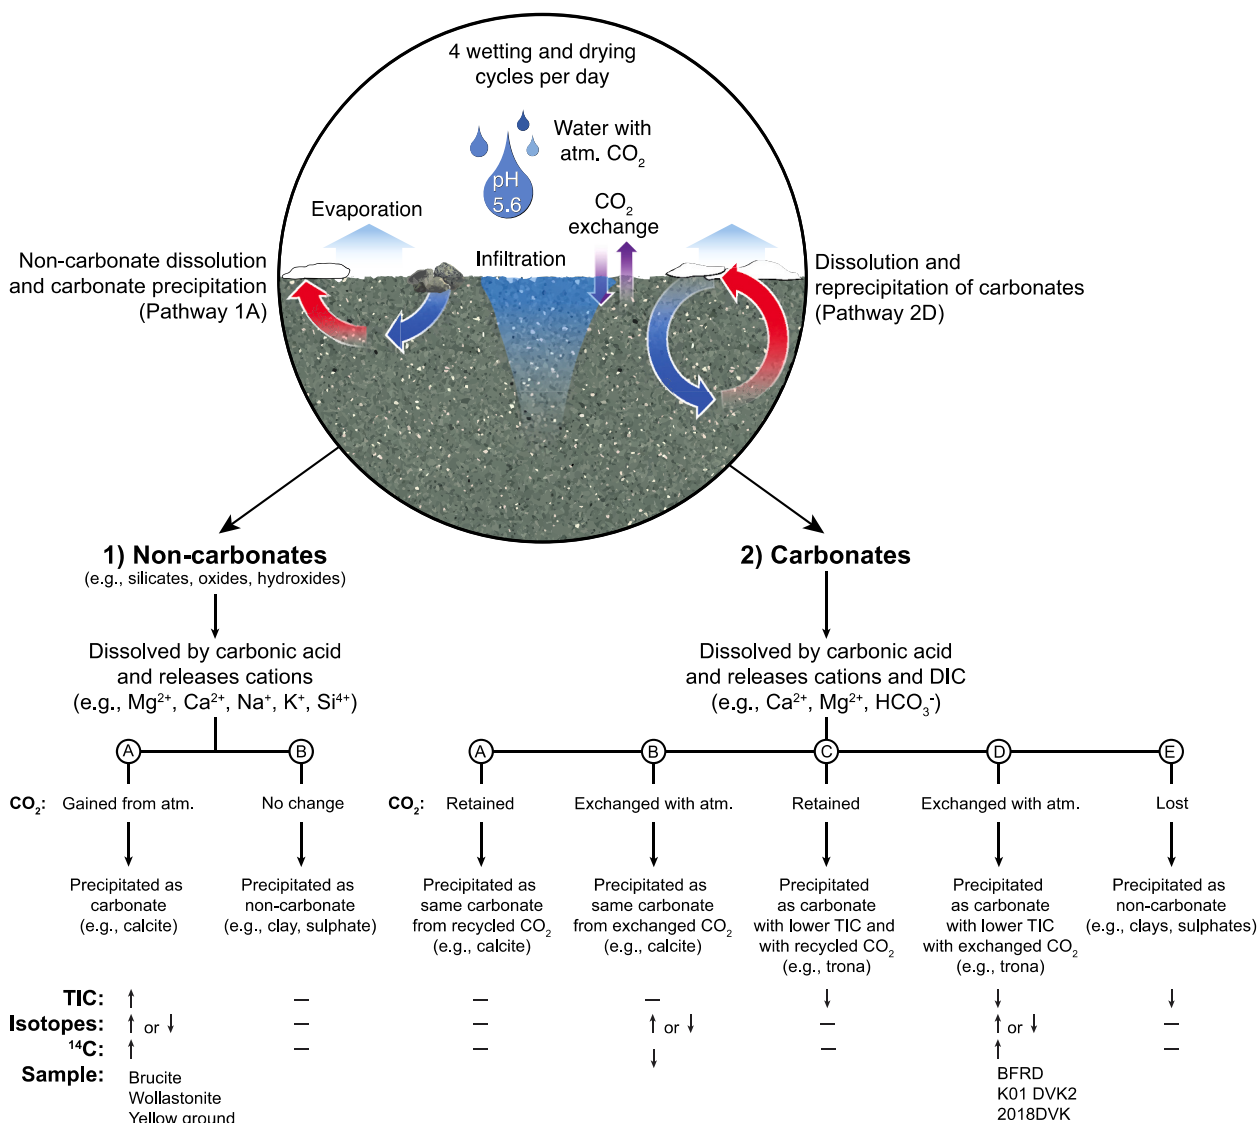 4 wetting and drying
cycles per day
Water with
atm. CO₂
pH
5.6
Evaporation
CO₂
exchange
Infiltration
Non-carbonate dissolution
and carbonate precipitation
(Pathway 1A)
Dissolution and
reprecipitation of carbonates
(Pathway 2D)
1) Non-carbonates
(e.g., silicates, oxides, hydroxides)
Dissolved by carbonic acid
and releases cations
(e.g., Mg²⁺, Ca²⁺, Na⁺, K⁺, Si⁴⁺)
A B
CO₂: Gained from atm. No change
Precipitated as
carbonate
(e.g., calcite)
Precipitated as
non-carbonate
(e.g., clay, sulphate)
2) Carbonates
Dissolved by carbonic acid
and releases cations and DIC
(e.g., Ca²⁺, Mg²⁺, HCO₃⁻)
A B C D E
CO₂: Retained Exchanged with atm. Retained Exchanged with atm. Lost
Precipitated as
same carbonate
from recycled CO₂
(e.g., calcite)
Precipitated as
same carbonate
from exchanged CO₂
(e.g., calcite)
Precipitated
as carbonate
with lower TIC and
with recycled CO₂
(e.g., trona)
Precipitated
as carbonate
with lower TIC
with exchanged CO₂
(e.g., trona)
Precipitated as
non-carbonate
(e.g., clays, sulphates)
TIC: ↑ — — — ↓ ↓ ↓
Isotopes: ↑ or ↓ — — ↑ or ↓ — ↑ or ↓ —
¹⁴C: ↑ — — ↓ — ↑ —
Sample:
Brucite
Wollastonite
Yellow ground
BFRD
K01 DVK2
2018DVK